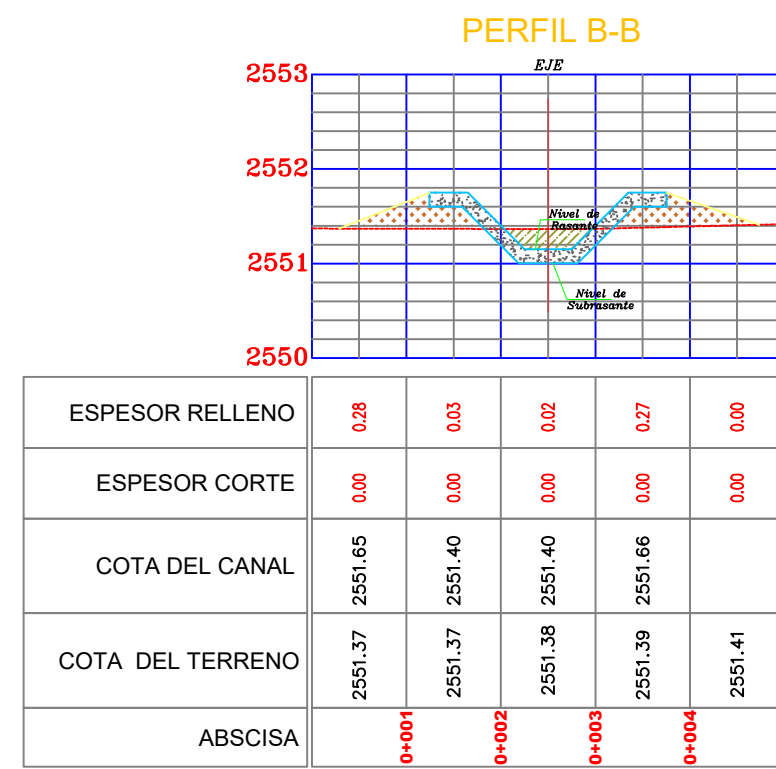 PERFIL B-B
EJE
2553
2552
2551
2550
Nivel de
Rasante
Nivel de
Subrasante
ESPESOR RELLENO 0.28 0.03 0.02 0.27 0.00
ESPESOR CORTE 0.00 0.00 0.00 0.00 0.00
COTA DEL CANAL 2551.65 2551.40 2551.40 2551.66
COTA DEL TERRENO 2551.37 2551.37 2551.38 2551.39 2551.41
ABSCISA 0+001 0+002 0+003 0+004